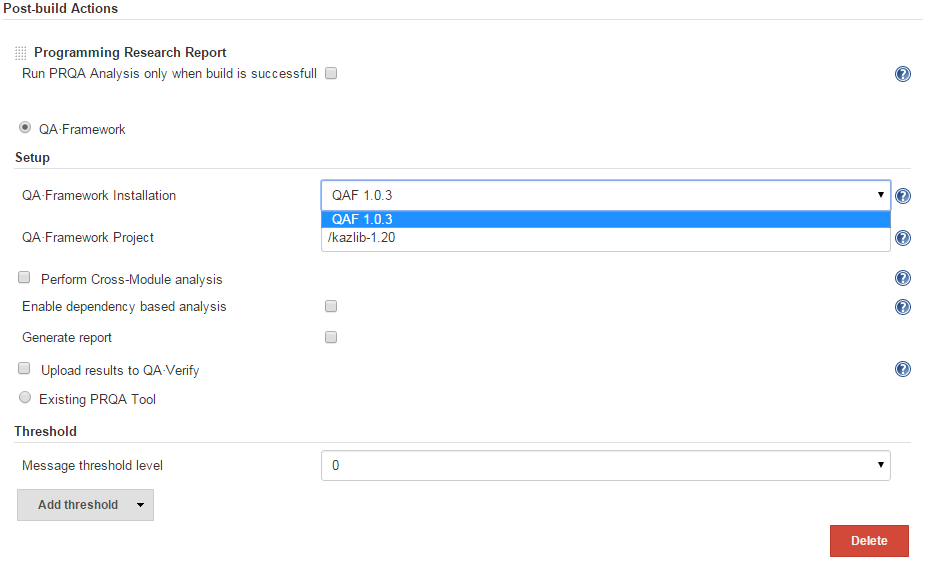 Post-build Actions
Programming Research Report
Run PRQA Analysis only when build is successfull
QA·Framework
Setup
QA·Framework Installation QAF 1.0.3
QAF 1.0.3
QA·Framework Project /kazlib-1.20
Perform Cross-Module analysis
Enable dependency based analysis
Generate report
Upload results to QA·Verify
Existing PRQA Tool
Threshold
Message threshold level 0
Add threshold
Delete